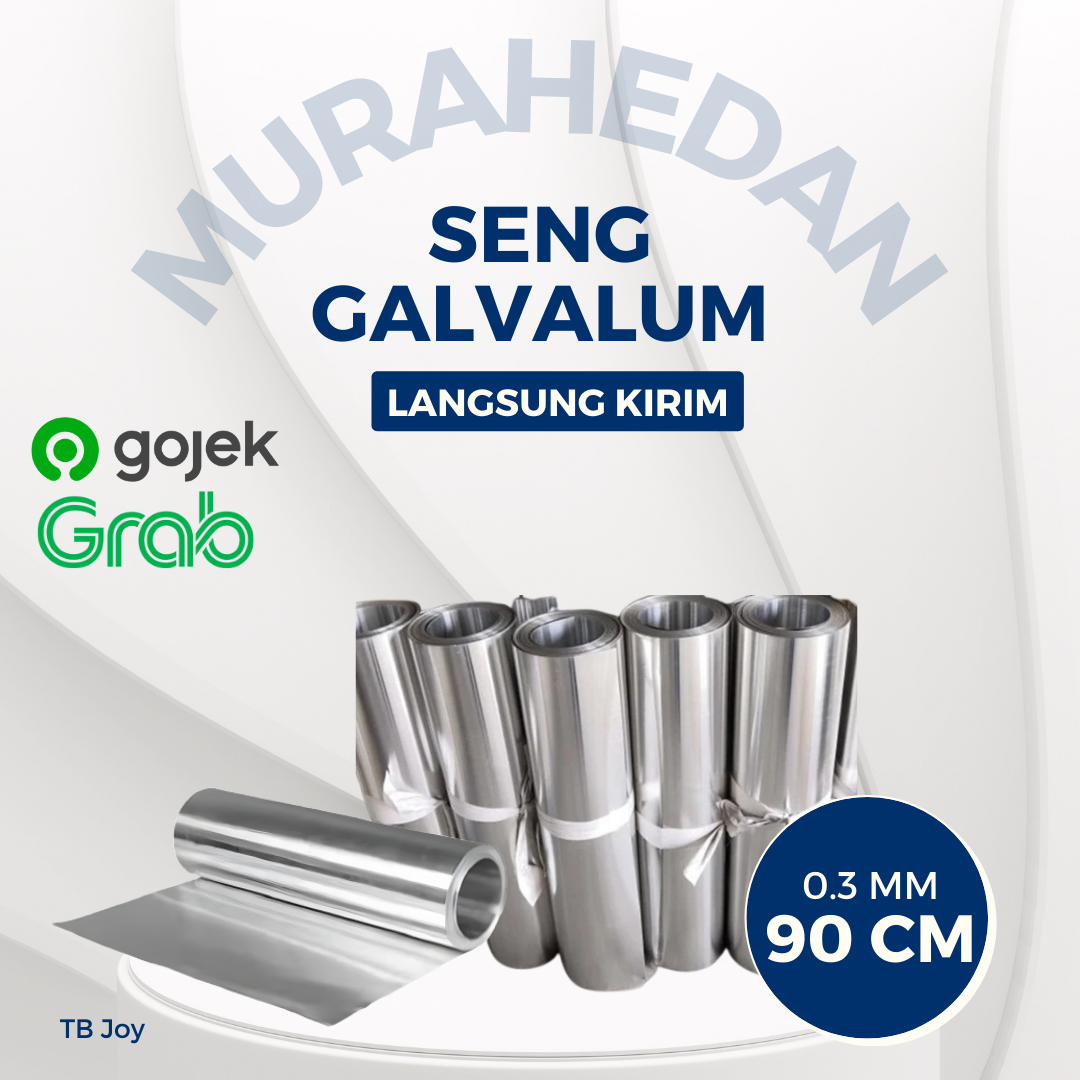 MURAHEDAN
SENG
GALVALUM
LANGSUNG KIRIM
gojek
Grab
0.3 MM
90 CM
TB Joy